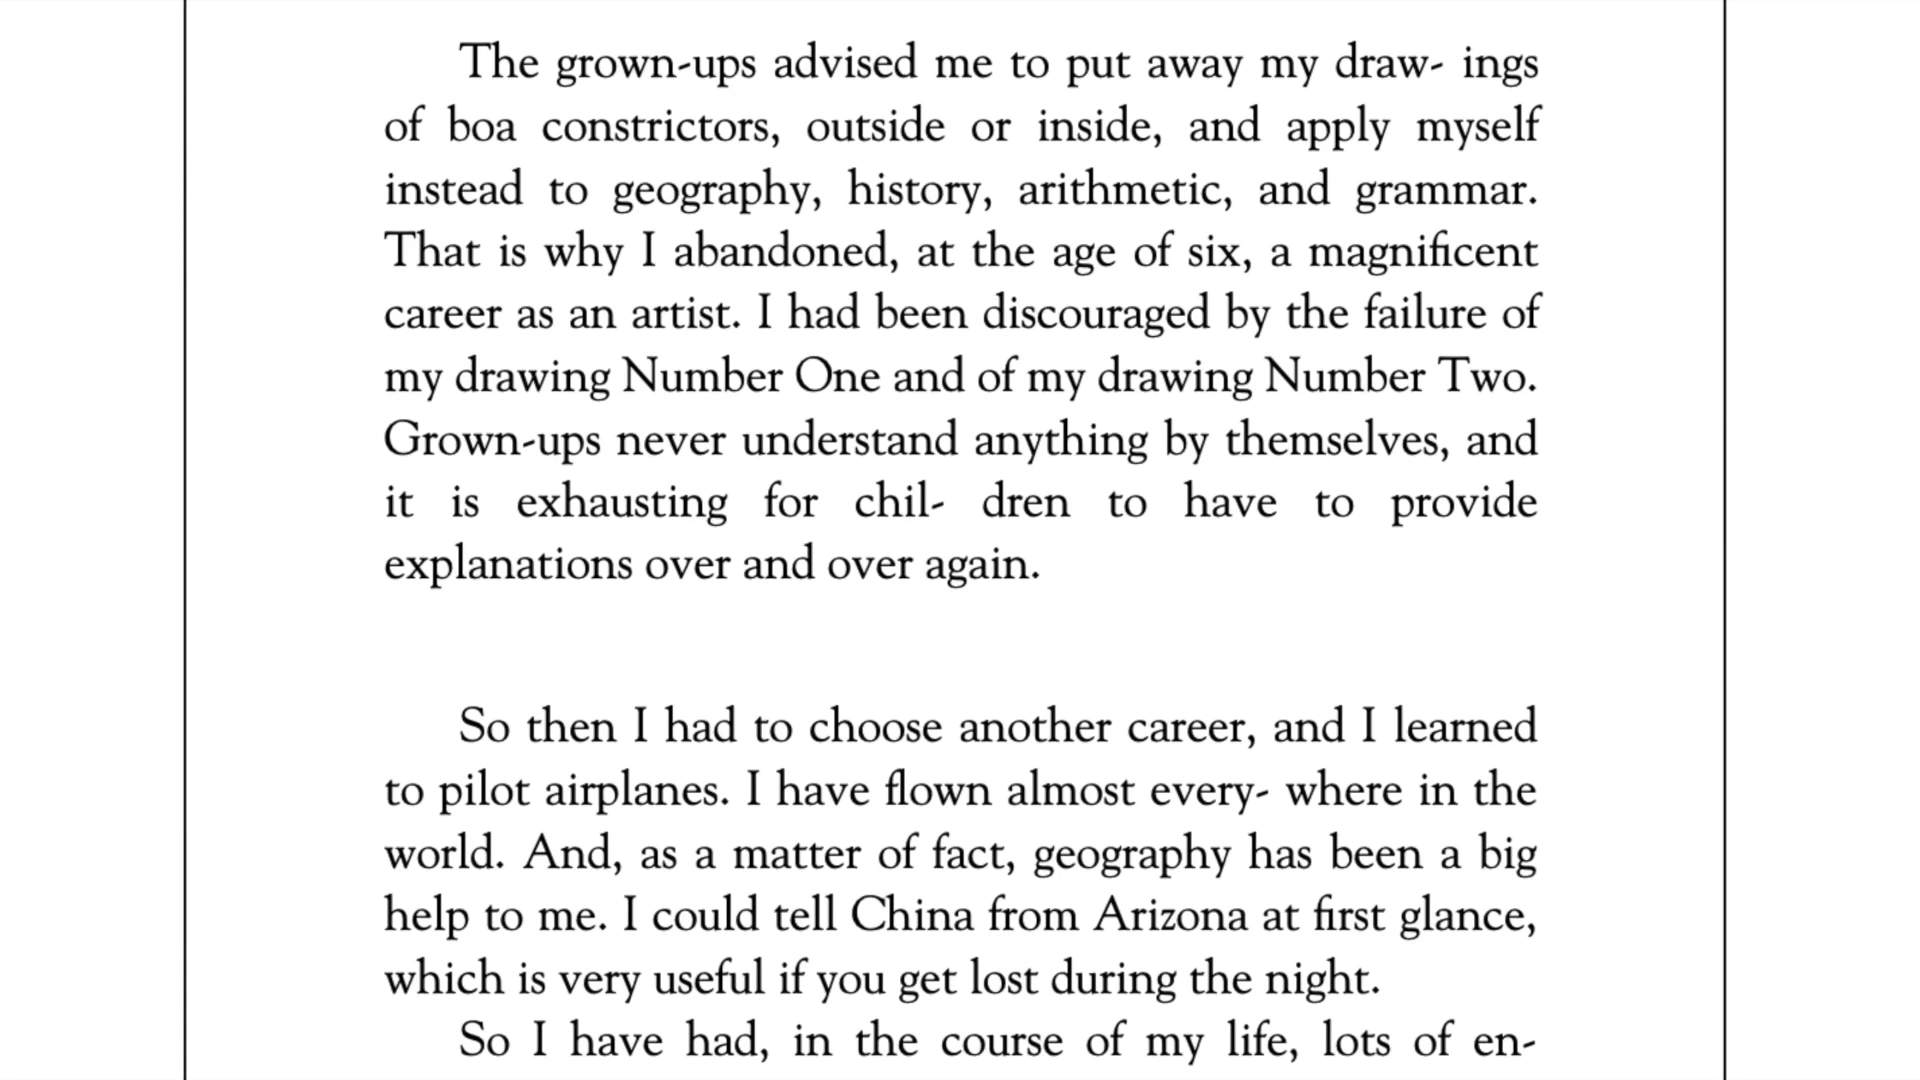 The grown-ups advised me to put away my draw- ings
of boa constrictors, outside or inside, and apply myself
instead to geography, history, arithmetic, and grammar.
That is why I abandoned, at the age of six, a magnificent
career as an artist. I had been discouraged by the failure of
my drawing Number One and of my drawing Number Two.
Grown-ups never understand anything by themselves, and
it is exhausting for chil- dren to have to provide
explanations over and over again.
So then I had to choose another career, and I learned
to pilot airplanes. I have flown almost every- where in the
world. And, as a matter of fact, geography has been a big
help to me. I could tell China from Arizona at first glance,
which is very useful if you get lost during the night.
So I have had, in the course of my life, lots of en-